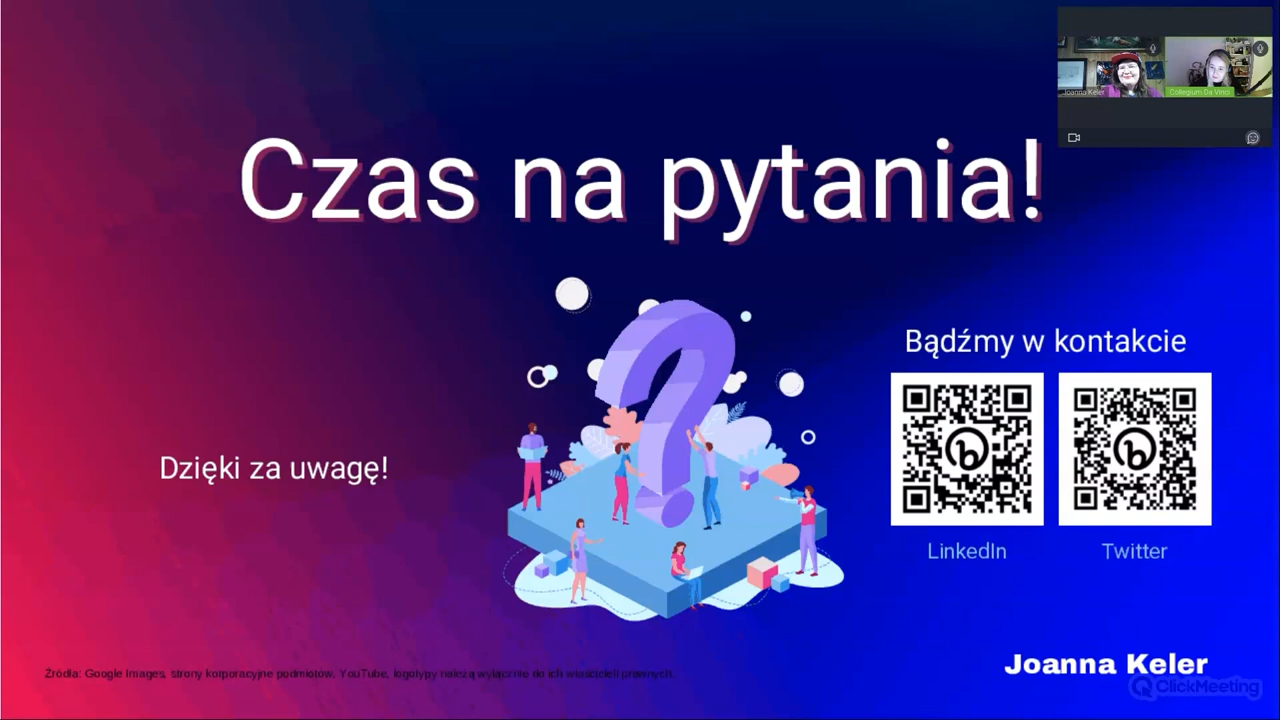 Joanna Keler
Collegium Da Vinci
Czas na pytania!
Bądźmy w kontakcie
Dzięki za uwagę!
LinkedIn
Twitter
Joanna Keler
ClickMeeting
Źródła: Google Images, strony korporacyjne podmiotów, YouTube, logotypy należą wyłącznie do ich właścicieli prawnych.